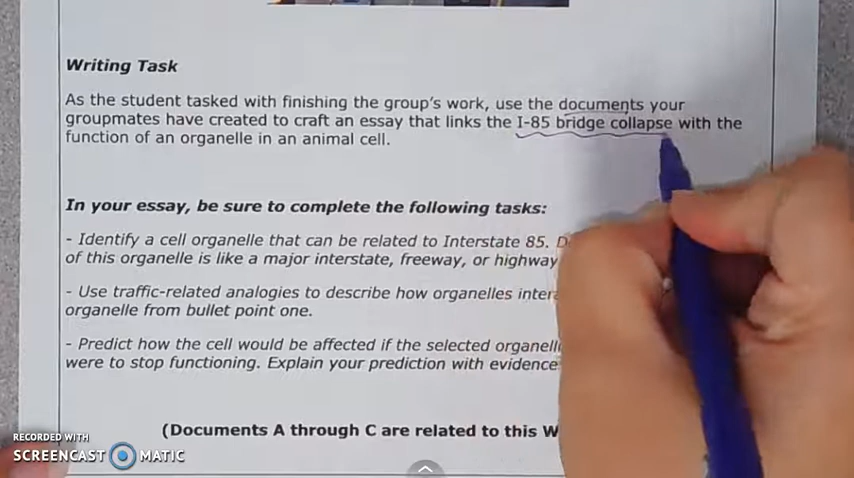 Writing Task
As the student tasked with finishing the group's work, use the documents your
groupmates have created to craft an essay that links the I-85 bridge collapse with the
function of an organelle in an animal cell.
In your essay, be sure to complete the following tasks:
- Identify a cell organelle that can be related to Interstate 85.
of this organelle is like a major interstate, freeway, or highway
- Use traffic-related analogies to describe how organelles
organelle from bullet point one.
- Predict how the cell would be affected if the selected
were to stop functioning. Explain your prediction with evidence
(Documents A through C are related to this
RECORDED WITH
SCREENCAST MATIC